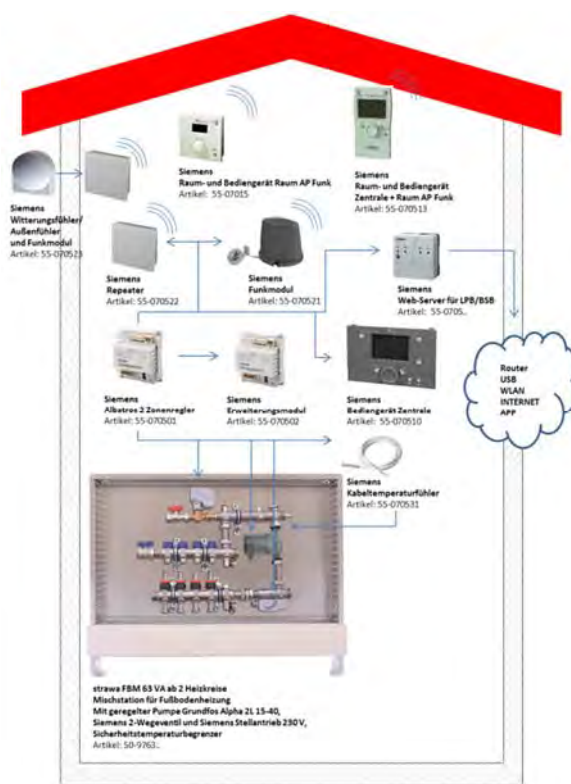 Siemens
Raum- und Bediengerät Raum AP Funk
Artikel: 55-07015
Siemens
Raum- und Bediengerät
Zentrale + Raum AP Funk
Artikel: 55-070513
Siemens
Witterungsfühler/
Außenfühler
und Funkmodul
Artikel: 55-070523
Siemens
Repeater
Artikel: 55-070522
Siemens
Funkmodul
Artikel: 55-070521
Siemens
Web-Server für LPB/BSB
Artikel: 55-0705..
Siemens
Albatros 2 Zonenregler
Artikel: 55-070501
Siemens
Erweiterungsmodul
Artikel: 55-070502
Siemens
Bediengerät Zentrale
Artikel: 55-070510
Router
USB
WLAN
INTERNET
APP
Siemens
Kabeltemperaturfühler
Artikel: 55-070531
strawa FBM 63 VA ab 2 Heizkreise
Mischstation für Fußbodenheizung
Mit geregelter Pumpe Grundfos Alpha 2L 15-40,
Siemens 2-Wegeventil und Siemens Stellantrieb 230 V,
Sicherheitstemperaturbegrenzer
Artikel: 50-9763..